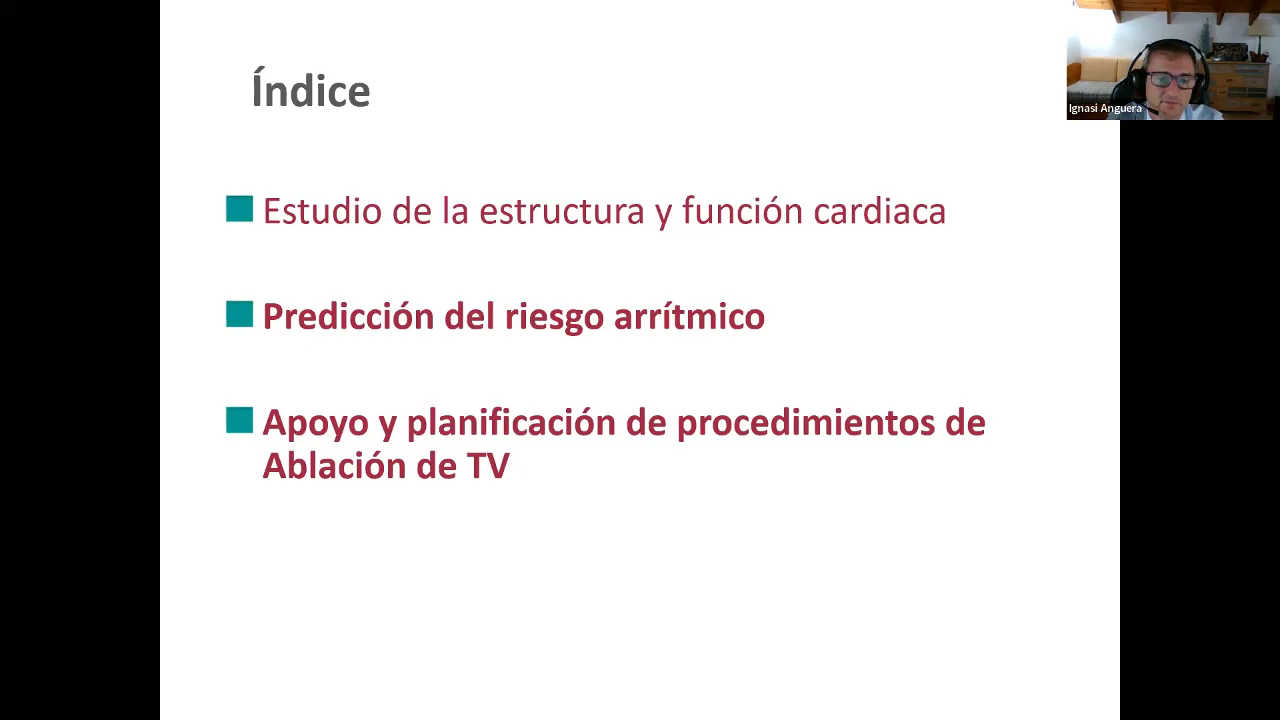 Índice
Ignasi Anguera
Estudio de la estructura y función cardiaca
Predicción del riesgo arrítmico
Apoyo y planificación de procedimientos de
Ablación de TV